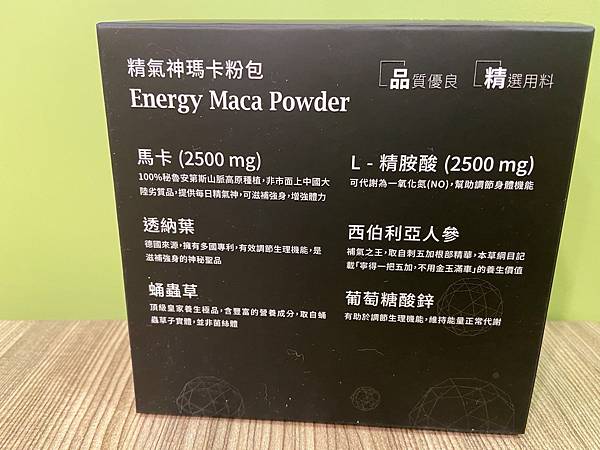 精氣神瑪卡粉包
Energy Maca Powder
品質優良
精選用料
馬卡 (2500 mg)
100%秘魯安第斯山脈高原種植，非市面上中國大
陸劣質品，提供每日精氣神，可滋補強身，增強體力
L - 精胺酸 (2500 mg)
可代謝為一氧化氮(NO)，幫助調節身體機能
透納葉
德國來源，擁有多國專利，有效調節生理機能，是
滋補強身的神秘聖品
西伯利亞人參
補氣之王，取自刺五加根部精華，本草綱目記
載「寧得一把五加，不用金玉滿車」的養生價值
蛹蟲草
頂級皇家養生極品，含豐富的營養成分，取自蛹
蟲草子實體，並非菌絲體
葡萄糖酸鋅
有助於調節生理機能，維持能量正常代謝